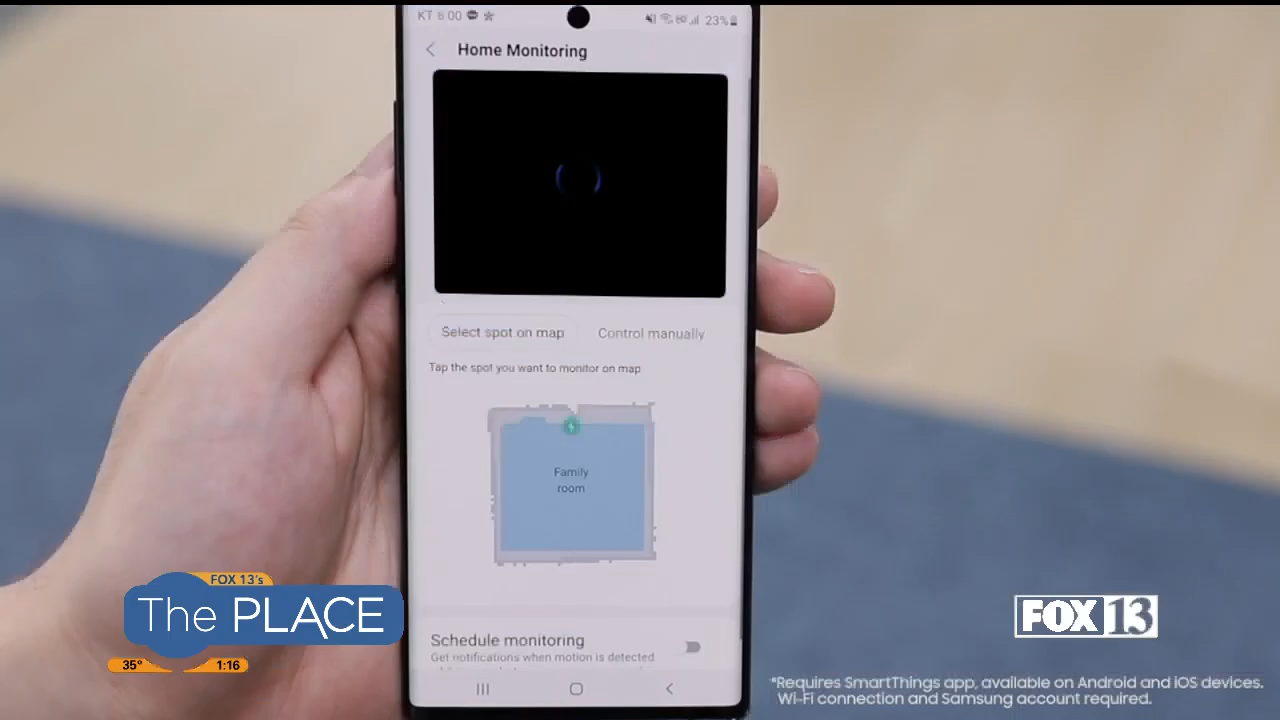 KT 6:00
23%
Home Monitoring
Select spot on map
Control manually
Tap the spot you want to monitor on map
Family
room
Schedule monitoring
Get notifications when motion is detected
FOX 13's
The PLACE
35° 1:16
FOX 13
*Requires SmartThings app, available on Android and iOS devices.
Wi-Fi connection and Samsung account required.